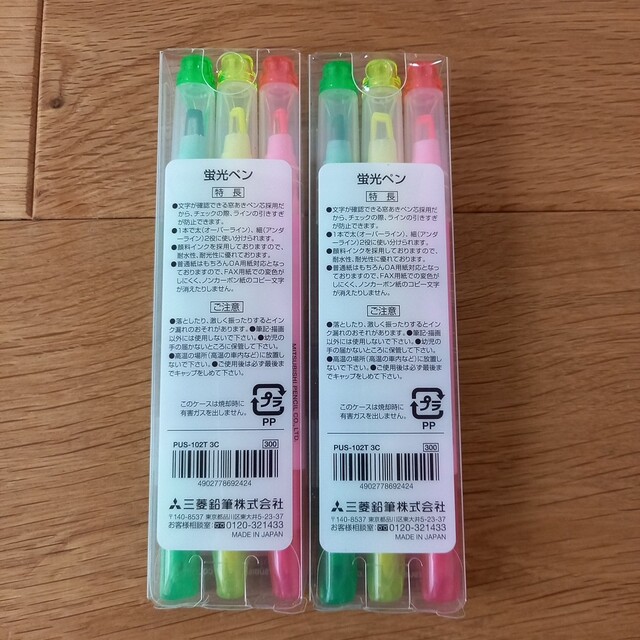 蛍光ペン
特 長
●文字が確認できる窓あきペン芯採用だ
から、チェックの際、ラインの引きすぎ
が防止できます。
●1本で太(オーバーライン)、細(アンダ
ーライン)2役に使い分けられます。
●顔料インクを採用しておりますので、
耐水性、耐光性に優れております。
●普通紙はもちろんOA用紙対応となっ
ておりますので、FAX用紙での変色が
しにくく、ノンカーボン紙のコピー文字
が消えたりしません。
ご注意
●落としたり、激しく振ったりするとイン
ク漏れのおそれがあります。●筆記・描画
以外には使用しないで下さい。●幼児の
手の届かないところに保管して下さい。
●高温の場所(高温の車内など)に放置し
ないで下さい。●ご使用後は必ず最後ま
でキャップをしめて下さい。
このケースは焼却時に
有害ガスを出しません。
プラ
PP
PUS-102T 3C
300
4902778692424
三菱鉛筆株式会社
〒140-8537 東京都品川区東大井5-23-37
お客様相談室 0120-321433
MADE IN JAPAN
MITSUBISHI PENCIL CO., LTD.
蛍光ペン
特 長
●文字が確認できる窓あきペン芯採用だ
から、チェックの際、ラインの引きすぎ
が防止できます。
●1本で太(オーバーライン)、細(アンダ
ーライン)2役に使い分けられます。
●顔料インクを採用しておりますので、
耐水性、耐光性に優れております。
●普通紙はもちろんOA用紙対応となっ
ておりますので、FAX用紙での変色が
しにくく、ノンカーボン紙のコピー文字
が消えたりしません。
ご注意
●落としたり、激しく振ったりするとイン
ク漏れのおそれがあります。●筆記・描画
以外には使用しないで下さい。●幼児の
手の届かないところに保管して下さい。
●高温の場所(高温の車内など)に放置し
ないで下さい。●ご使用後は必ず最後ま
でキャップをしめて下さい。
このケースは焼却時に
有害ガスを出しません。
プラ
PP
PUS-102T 3C
300
4902778692424
三菱鉛筆株式会社
〒140-8537 東京都品川区東大井5-23-37
お客様相談室 0120-321433
MADE IN JAPAN